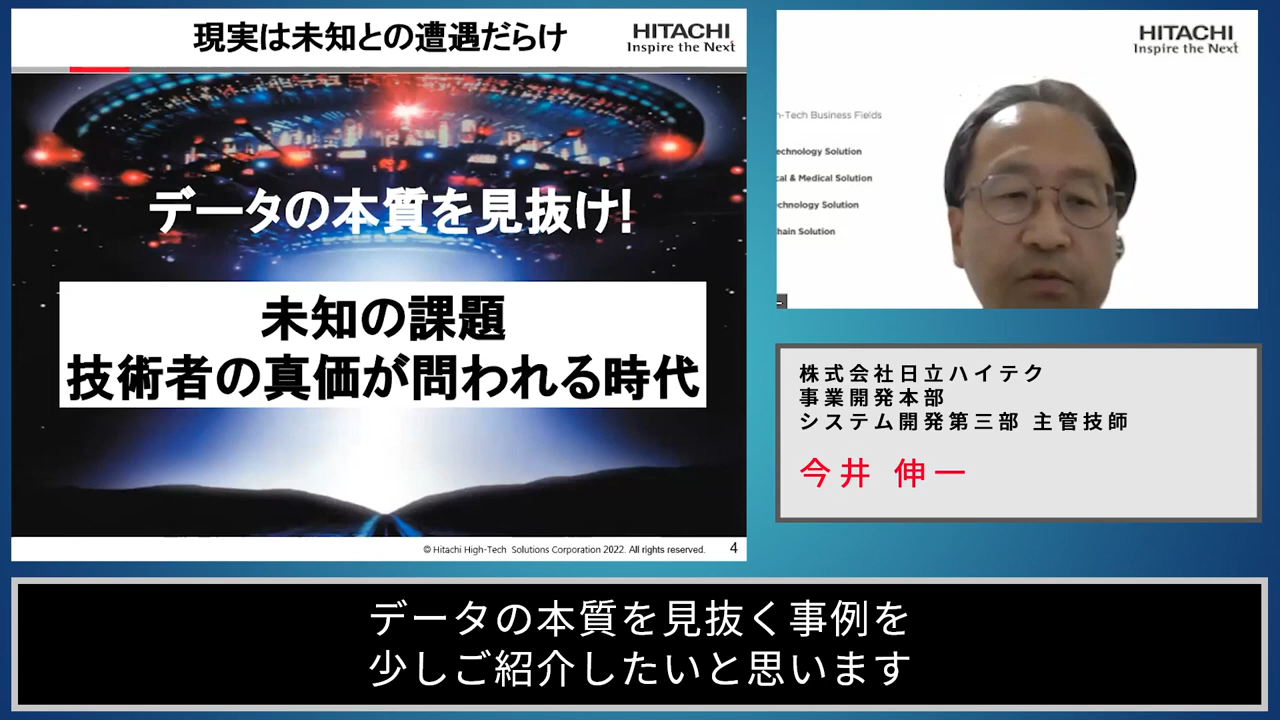 現実は未知との遭遇だらけ
HITACHI
Inspire the Next
データの本質を見抜け!
未知の課題
技術者の真価が問われる時代
© Hitachi High-Tech Solutions Corporation 2022. All rights reserved.
4
HITACHI
Inspire the Next
-Tech Business Fields
echnology Solution
cal & Medical Solution
echnology Solution
hain Solution
株式会社日立ハイテク
事業開発本部
システム開発第三部 主管技師
今井 伸一
データの本質を見抜く事例を
少しご紹介したいと思います